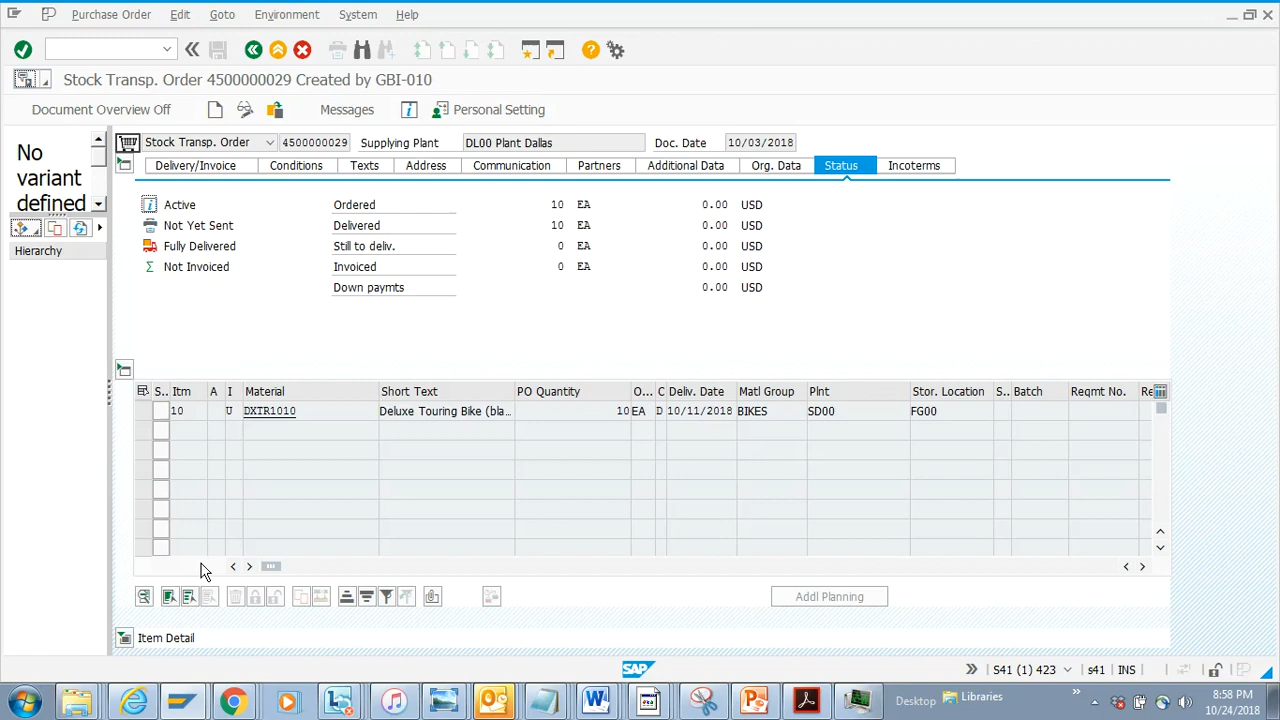 Purchase Order Edit Goto Environment System Help
Stock Transp. Order 4500000029 Created by GBI-010
Document Overview Off Messages Personal Setting
No variant defined
Hierarchy
Stock Transp. Order 4500000029 Supplying Plant DL00 Plant Dallas Doc. Date 10/03/2018
Delivery/Invoice Conditions Texts Address Communication Partners Additional Data Org. Data Status Incoterms
Active Ordered 10 EA 0.00 USD
Not Yet Sent Delivered 10 EA 0.00 USD
Fully Delivered Still to deliv. 0 EA 0.00 USD
Not Invoiced Invoiced 0 EA 0.00 USD
Down paymts 0.00 USD
S.. Itm A I Material Short Text PO Quantity O... C Deliv. Date Matl Group Plnt Stor. Location S.. Batch Reqmt No. Re
10 U DXTR1010 Deluxe Touring Bike (bla... 10 EA D 10/11/2018 BIKES SD00 FG00
Addl Planning
Item Detail
SAP S41 (1) 423 s41 INS
Desktop Libraries 8:58 PM
10/24/2018